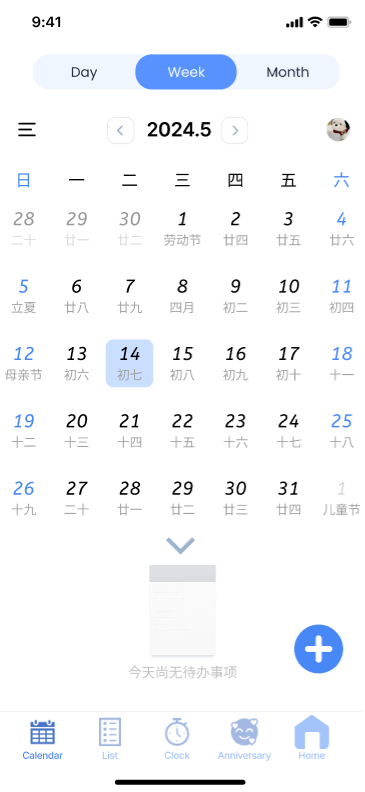 9:41
Day Week Month
2024.5
日 一 二 三 四 五 六
28 29 30 1 2 3 4
二十 廿一 廿二 劳动节 廿四 廿五 廿六
5 6 7 8 9 10 11
立夏 廿八 廿九 四月 初二 初三 初四
12 13 14 15 16 17 18
母亲节 初六 初七 初八 初九 初十 十一
19 20 21 22 23 24 25
十二 十三 十四 十五 十六 十七 十八
26 27 28 29 30 31 1
十九 二十 廿一 廿二 廿三 廿四 儿童节
今天尚无待办事项
Calendar List Clock Anniversary Home